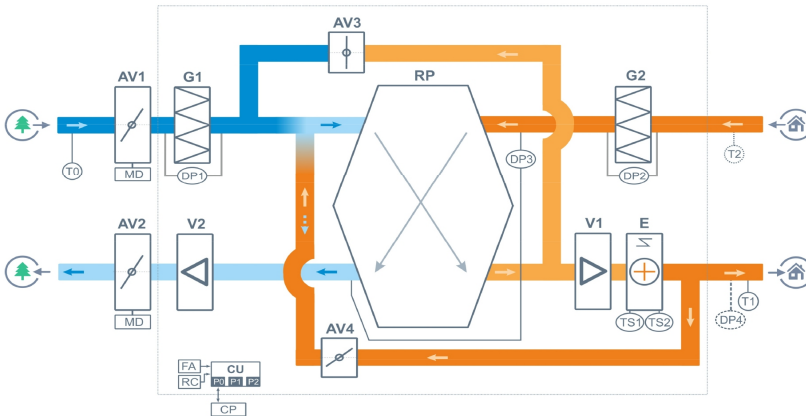 AV3
AV1
G1
RP
G2
T0
MD
DP1
DP3
DP2
T2
AV2
V2
V1
E
MD
TS1
TS2
T1
DP4
AV4
FA
RC
CU
P0 P1 P2
CP